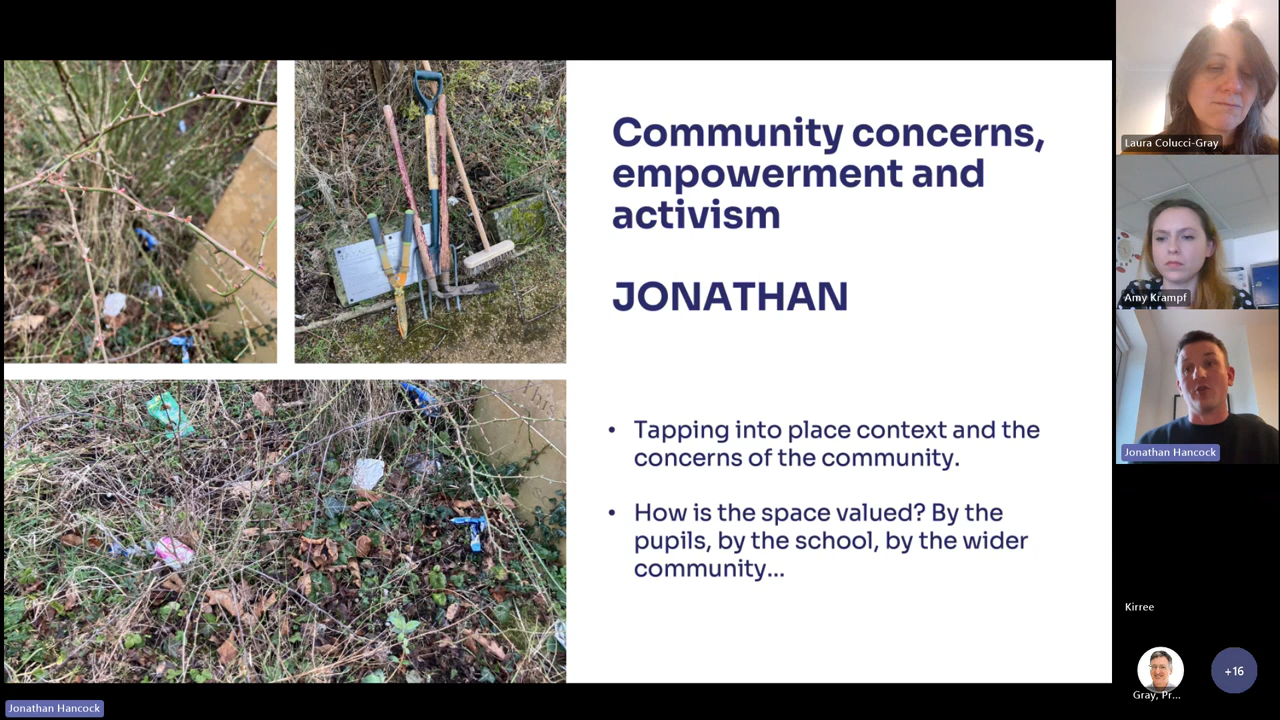 Community concerns,
empowerment and
activism
JONATHAN
• Tapping into place context and the
concerns of the community.
• How is the space valued? By the
pupils, by the school, by the wider
community...
This
Laura Colucci-Gray
Amy Krampf
Jonathan Hancock
Kirree
Gray, Pr...
+16
Jonathan Hancock